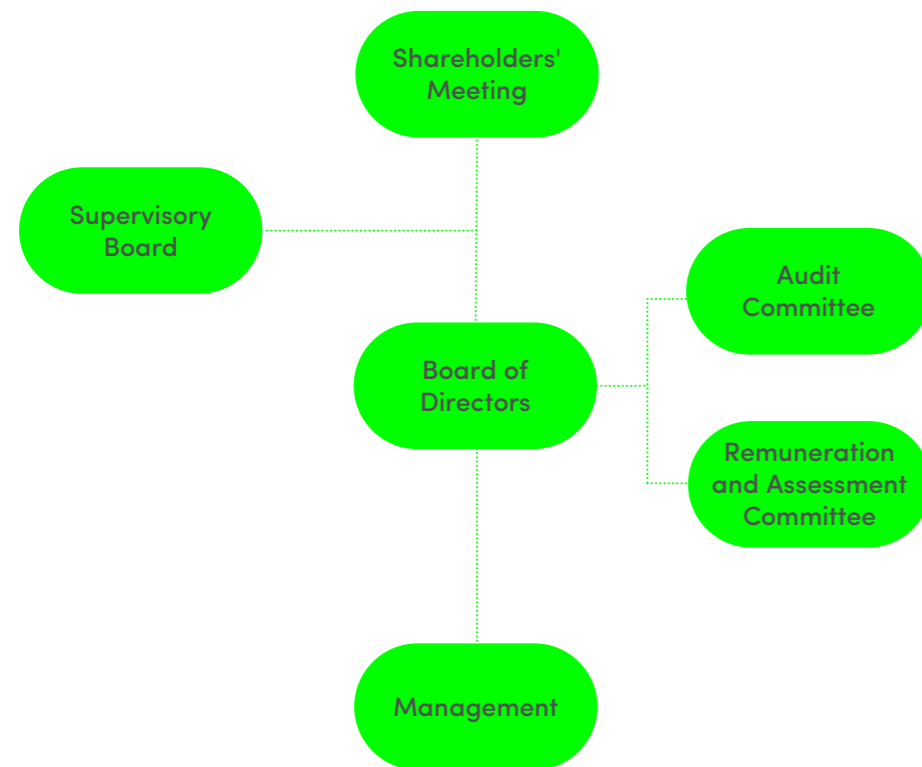 Shareholders'
Meeting
Supervisory
Board
Audit
Committee
Board of
Directors
Remuneration
and Assessment
Committee
Management